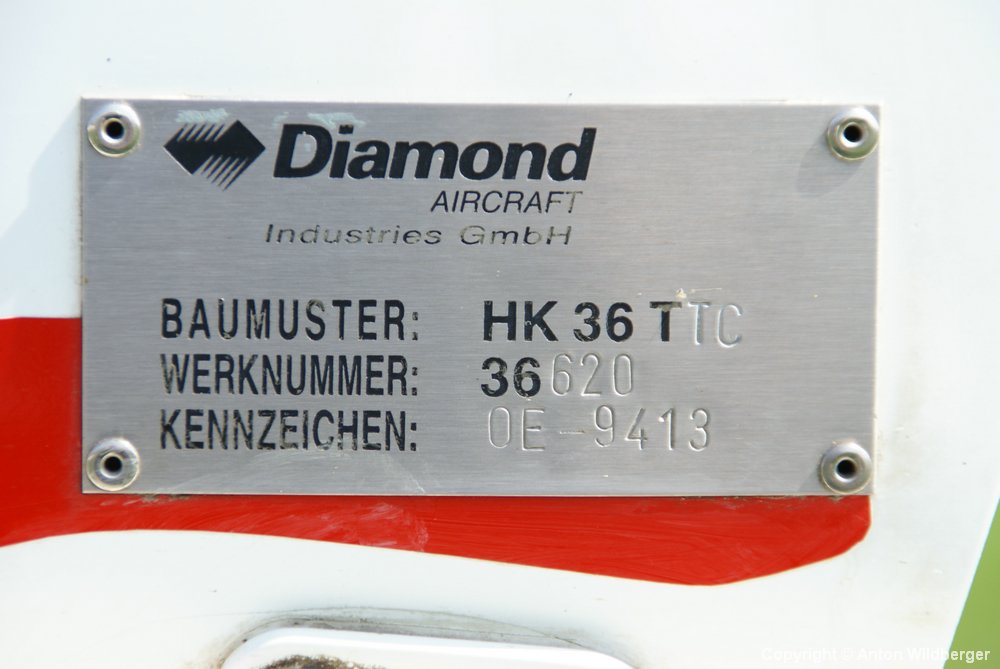 Diamond
AIRCRAFT
Industries GmbH
BAUMUSTER: HK 36 TTC
WERKNUMMER: 36620
KENNZEICHEN: OE-9413
Copyright © Anton Wildberger